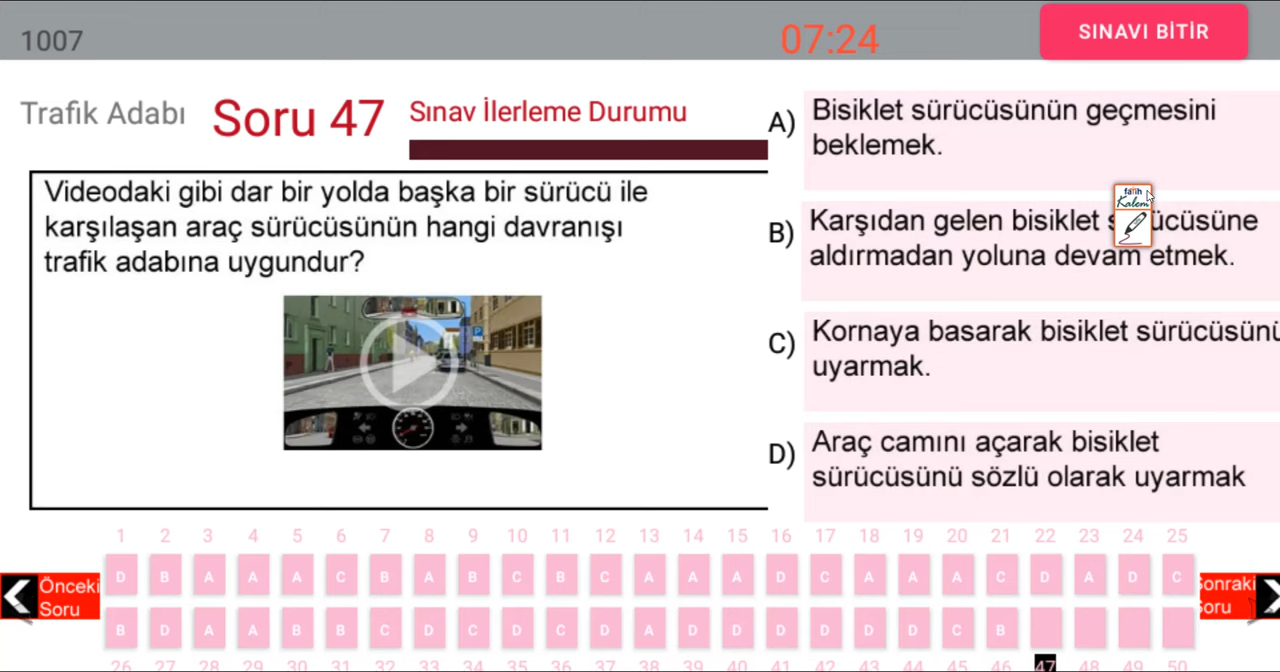 1007
07:24
SINAVI BİTİR
Trafik Adabı
Soru 47
Sınav İlerleme Durumu
Videodaki gibi dar bir yolda başka bir sürücü ile
karşılaşan araç sürücüsünün hangi davranışı
trafik adabına uygundur?
P
A)
Bisiklet sürücüsünün geçmesini
beklemek.
B)
Karşıdan gelen bisiklet s ücüsüne
aldırmadan yoluna devam etmek.
fatih
Kalem
C)
Kornaya basarak bisiklet sürücüsünü
uyarmak.
D)
Araç camını açarak bisiklet
sürücüsünü sözlü olarak uyarmak
1 2 3 4 5 6 7 8 9 10 11 12 13 14 15 16 17 18 19 20 21 22 23 24 25
D B A A A C B A B C B C A A A D C A A A C D A D C
Önceki
Soru
Sonraki
Soru
B D A A B B C D C D C D A D D D D D D C B
26 27 28 29 30 31 32 33 34 35 36 37 38 39 40 41 42 43 44 45 46 47 48 49 50